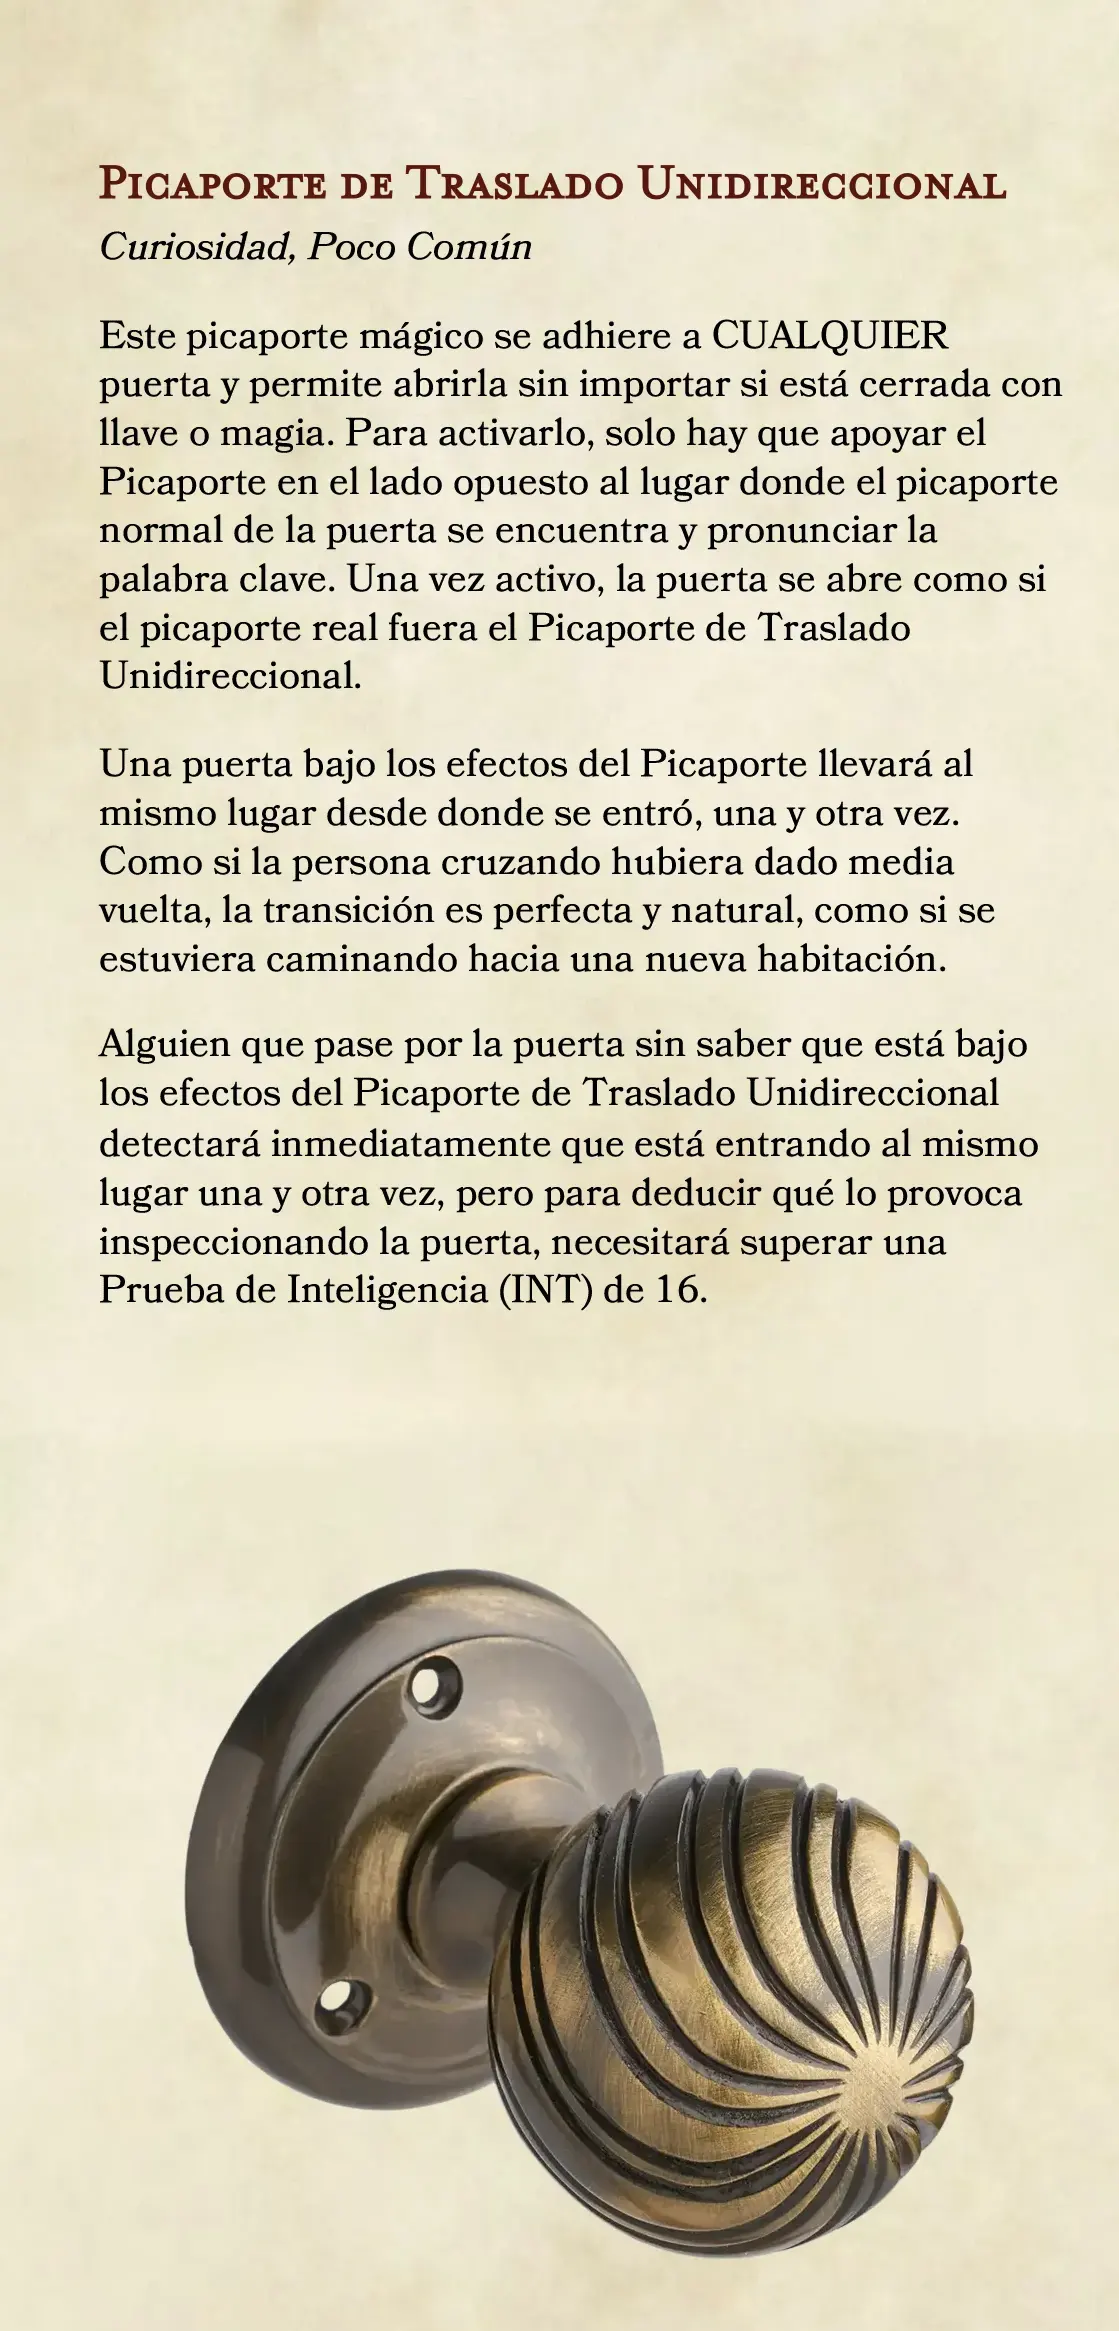 Picaporte de Traslado Unidireccional
Curiosidad, Poco Común
Este picaporte mágico se adhiere a CUALQUIER
puerta y permite abrirla sin importar si está cerrada con
llave o magia. Para activarlo, solo hay que apoyar el
Picaporte en el lado opuesto al lugar donde el picaporte
normal de la puerta se encuentra y pronunciar la
palabra clave. Una vez activo, la puerta se abre como si
el picaporte real fuera el Picaporte de Traslado
Unidireccional.
Una puerta bajo los efectos del Picaporte llevará al
mismo lugar desde donde se entró, una y otra vez.
Como si la persona cruzando hubiera dado media
vuelta, la transición es perfecta y natural, como si se
estuviera caminando hacia una nueva habitación.
Alguien que pase por la puerta sin saber que está bajo
los efectos del Picaporte de Traslado Unidireccional
detectará inmediatamente que está entrando al mismo
lugar una y otra vez, pero para deducir qué lo provoca
inspeccionando la puerta, necesitará superar una
Prueba de Inteligencia (INT) de 16.